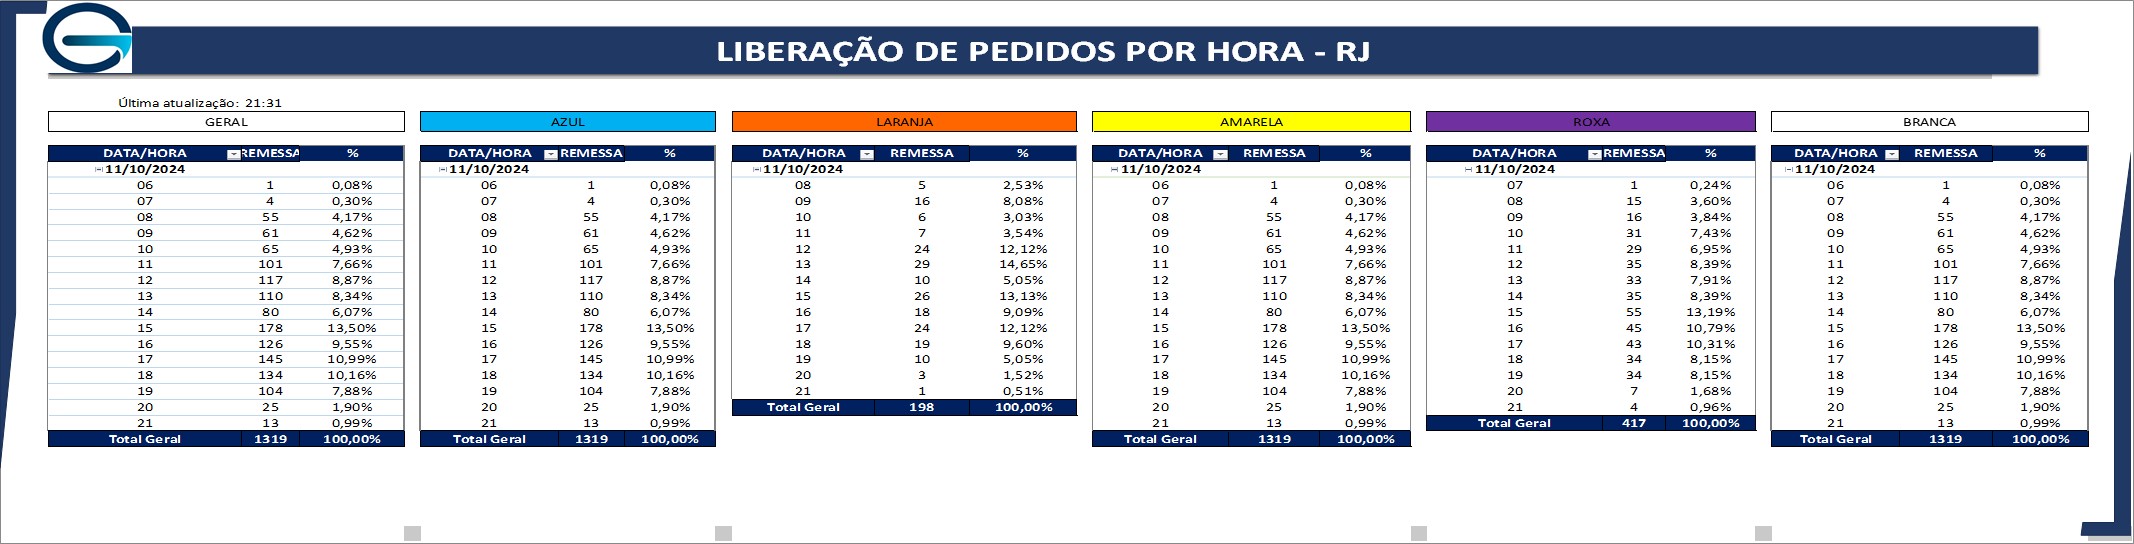 LIBERAÇÃO DE PEDIDOS POR HORA - RJ
Última atualização: 21:31
GERAL
DATA/HORA REMESSA %
11/10/2024
06 1 0,08%
07 4 0,30%
08 55 4,17%
09 61 4,62%
10 65 4,93%
11 101 7,66%
12 117 8,87%
13 110 8,34%
14 80 6,07%
15 178 13,50%
16 126 9,55%
17 145 10,99%
18 134 10,16%
19 104 7,88%
20 25 1,90%
21 13 0,99%
Total Geral 1319 100,00%
AZUL
DATA/HORA REMESSA %
11/10/2024
06 1 0,08%
07 4 0,30%
08 55 4,17%
09 61 4,62%
10 65 4,93%
11 101 7,66%
12 117 8,87%
13 110 8,34%
14 80 6,07%
15 178 13,50%
16 126 9,55%
17 145 10,99%
18 134 10,16%
19 104 7,88%
20 25 1,90%
21 13 0,99%
Total Geral 1319 100,00%
LARANJA
DATA/HORA REMESSA %
11/10/2024
08 5 2,53%
09 16 8,08%
10 6 3,03%
11 7 3,54%
12 24 12,12%
13 29 14,65%
14 10 5,05%
15 26 13,13%
16 18 9,09%
17 24 12,12%
18 19 9,60%
19 10 5,05%
20 3 1,52%
21 1 0,51%
Total Geral 198 100,00%
AMARELA
DATA/HORA REMESSA %
11/10/2024
06 1 0,08%
07 4 0,30%
08 55 4,17%
09 61 4,62%
10 65 4,93%
11 101 7,66%
12 117 8,87%
13 110 8,34%
14 80 6,07%
15 178 13,50%
16 126 9,55%
17 145 10,99%
18 134 10,16%
19 104 7,88%
20 25 1,90%
21 13 0,99%
Total Geral 1319 100,00%
ROXA
DATA/HORA REMESSA %
11/10/2024
07 1 0,24%
08 15 3,60%
09 16 3,84%
10 31 7,43%
11 29 6,95%
12 35 8,39%
13 33 7,91%
14 35 8,39%
15 55 13,19%
16 45 10,79%
17 43 10,31%
18 34 8,15%
19 34 8,15%
20 7 1,68%
21 4 0,96%
Total Geral 417 100,00%
BRANCA
DATA/HORA REMESSA %
11/10/2024
06 1 0,08%
07 4 0,30%
08 55 4,17%
09 61 4,62%
10 65 4,93%
11 101 7,66%
12 117 8,87%
13 110 8,34%
14 80 6,07%
15 178 13,50%
16 126 9,55%
17 145 10,99%
18 134 10,16%
19 104 7,88%
20 25 1,90%
21 13 0,99%
Total Geral 1319 100,00%